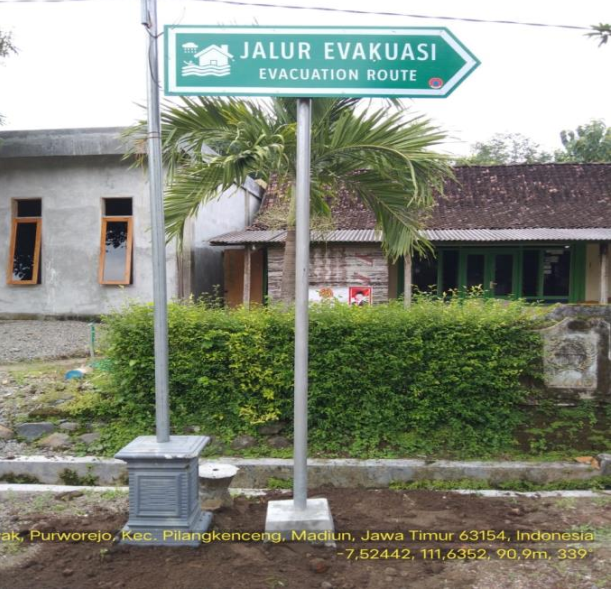 JALUR EVAKUASI
EVACUATION ROUTE
Purworejo, Kec. Pilangkenceng, Madiun, Jawa Timur 63154, Indonesia
-7,52442, 111,6352, 90,9m, 339°